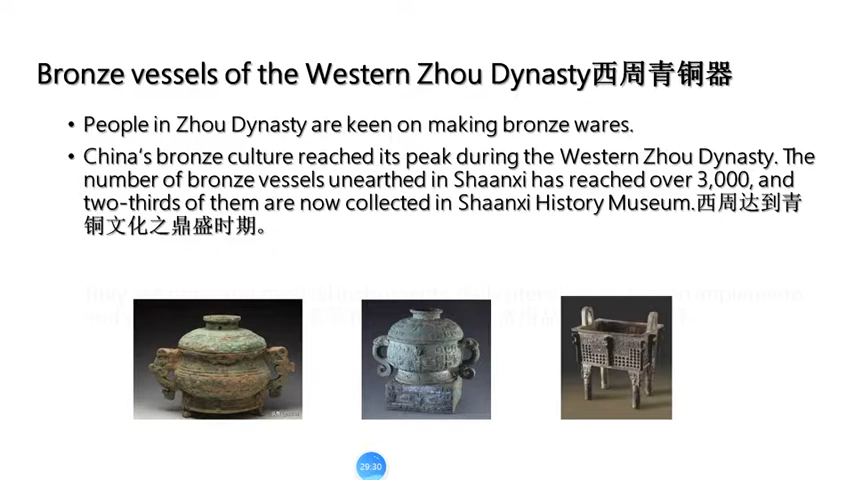 Bronze vessels of the Western Zhou Dynasty西周青铜器
• People in Zhou Dynasty are keen on making bronze wares.
• China's bronze culture reached its peak during the Western Zhou Dynasty. The
number of bronze vessels unearthed in Shaanxi has reached over 3,000, and
two-thirds of them are now collected in Shaanxi History Museum.西周达到青
铜文化之鼎盛时期。
29:30